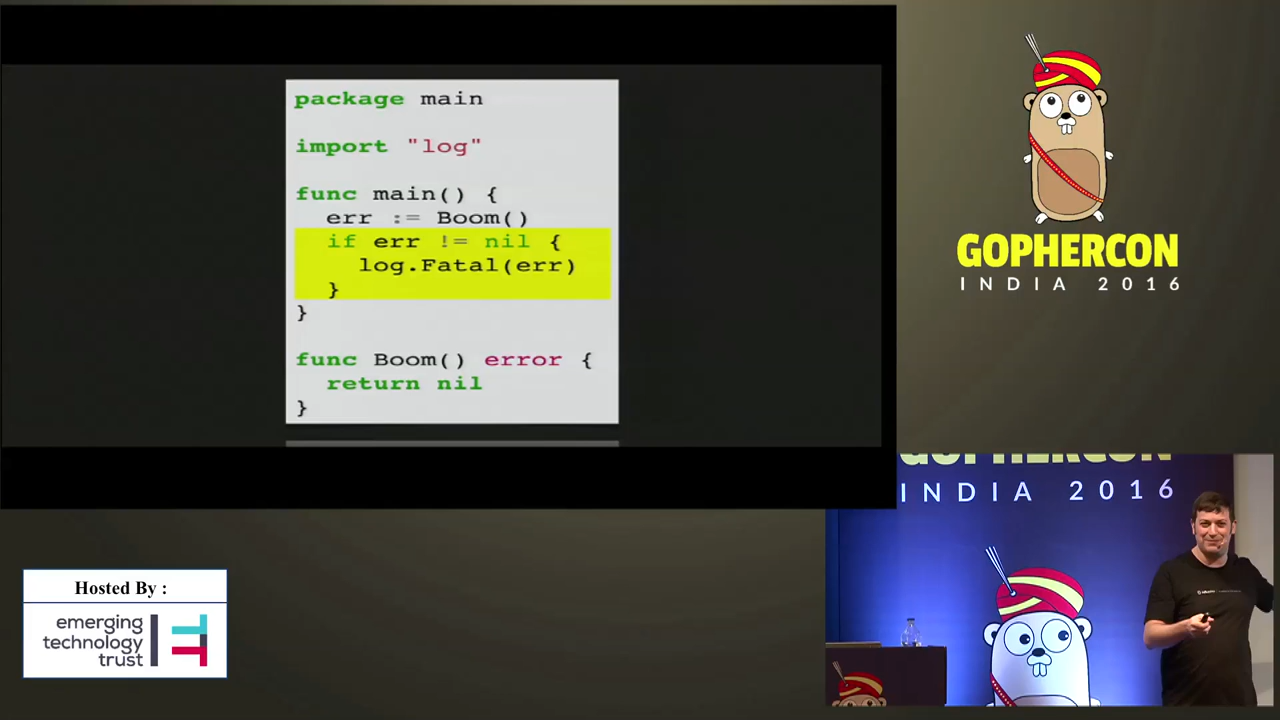 package main
import "log"
func main() {
err := Boom()
if err != nil {
log.Fatal(err)
}
}
func Boom() error {
return nil
}
GOPHERCON
INDIA 2016
GOPHERCON
INDIA 2016
Hosted By :
emerging
technology
trust